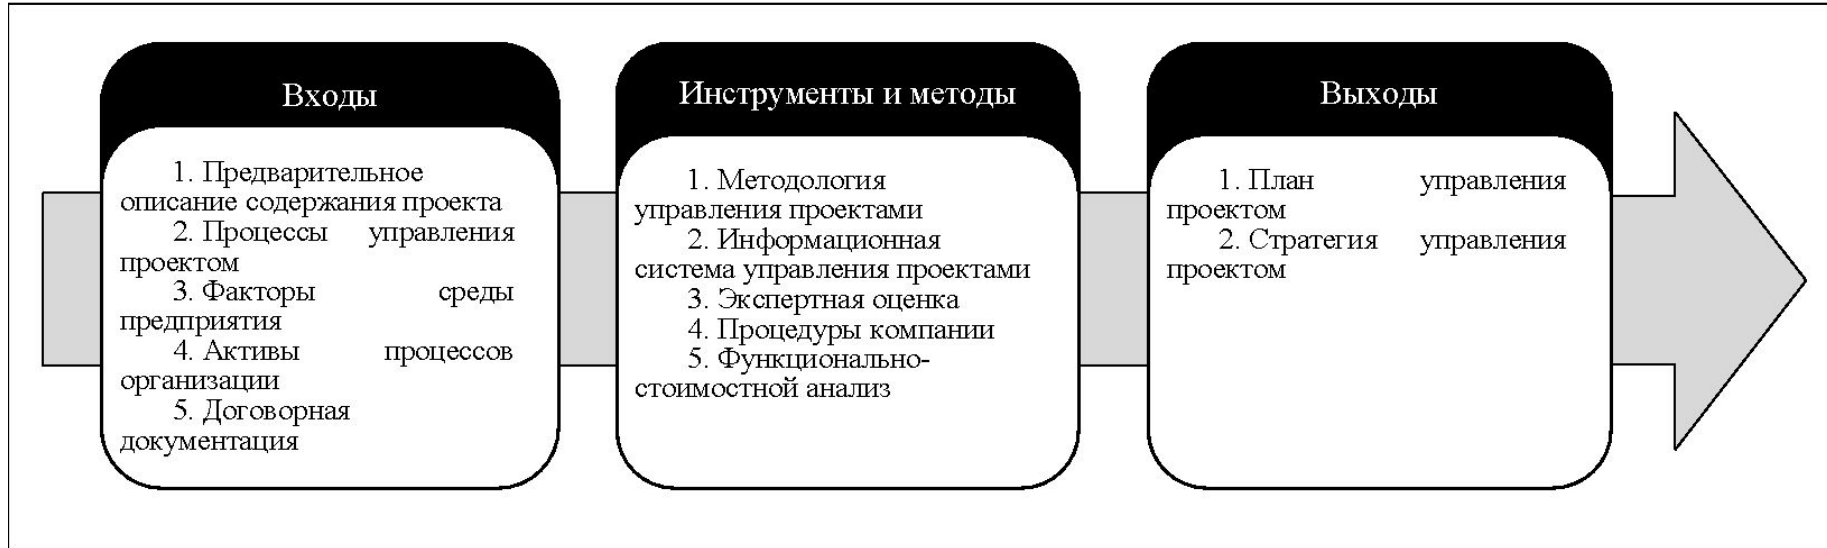 Входы
1. Предварительное
описание содержания проекта
2. Процессы управления
проектом
3. Факторы среды
предприятия
4. Активы процессов
организации
5. Договорная
документация
Инструменты и методы
1. Методология
управления проектами
2. Информационная
система управления проектами
3. Экспертная оценка
4. Процедуры компании
5. Функционально-
стоимостной анализ
Выходы
1. План управления
проектом
2. Стратегия управления
проектом